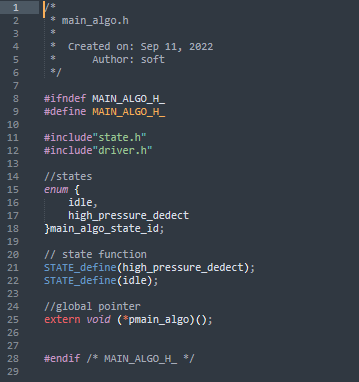 1 /*
2  * main_algo.h
3  *
4  *  Created on: Sep 11, 2022
5  *      Author: soft
6  */
7
8 #ifndef MAIN_ALGO_H_
9 #define MAIN_ALGO_H_
10
11 #include"state.h"
12 #include"driver.h"
13
14 //states
15 enum {
16     idle,
17     high_pressure_dedect
18 }main_algo_state_id;
19
20 // state function
21 STATE_define(high_pressure_dedect);
22 STATE_define(idle);
23
24 //global pointer
25 extern void (*pmain_algo)();
26
27
28 #endif /* MAIN_ALGO_H_ */
29